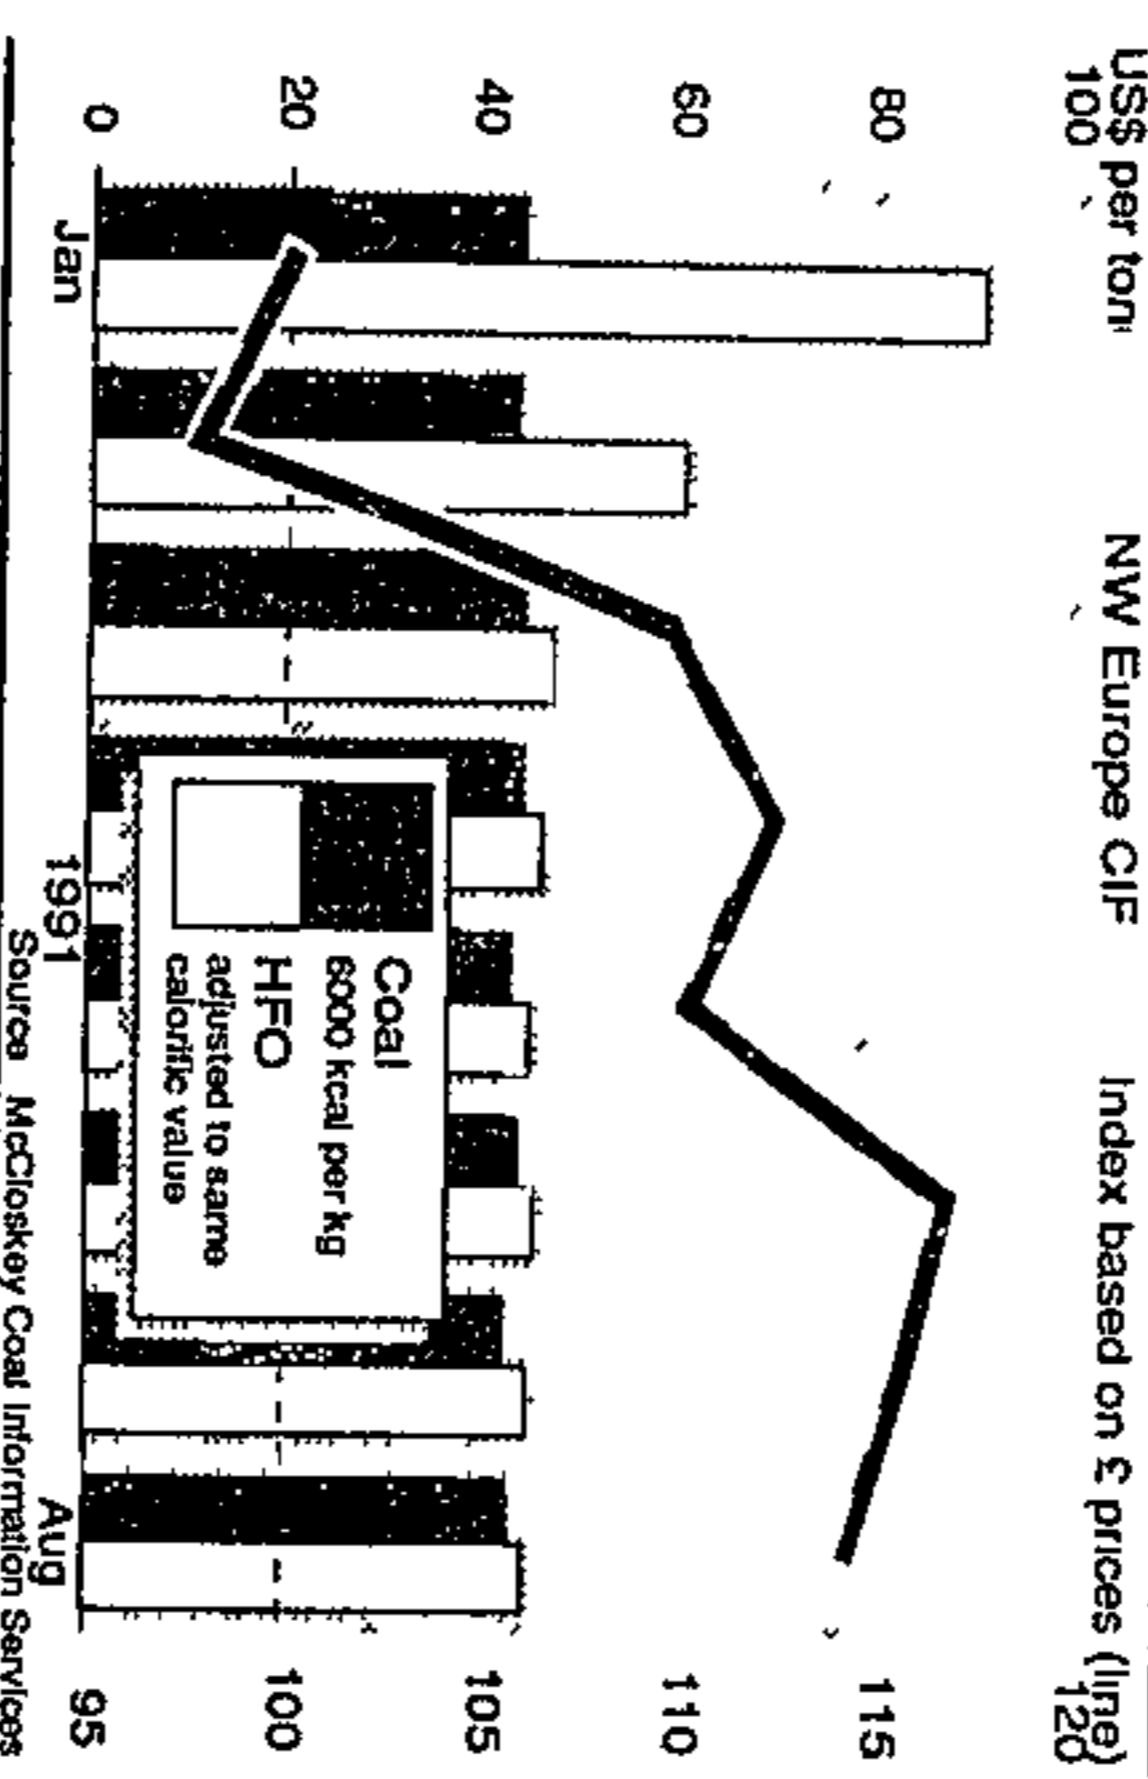 US$ per ton
NW Europe CIF
Index based on £ prices (line)
100
80
60
40
20
0
120
115
110
105
100
95
Coal
6000 kcal per kg
HFO
adjusted to same
calorific value
Jan
1991
Aug
Source McCloskey Coal Information Services